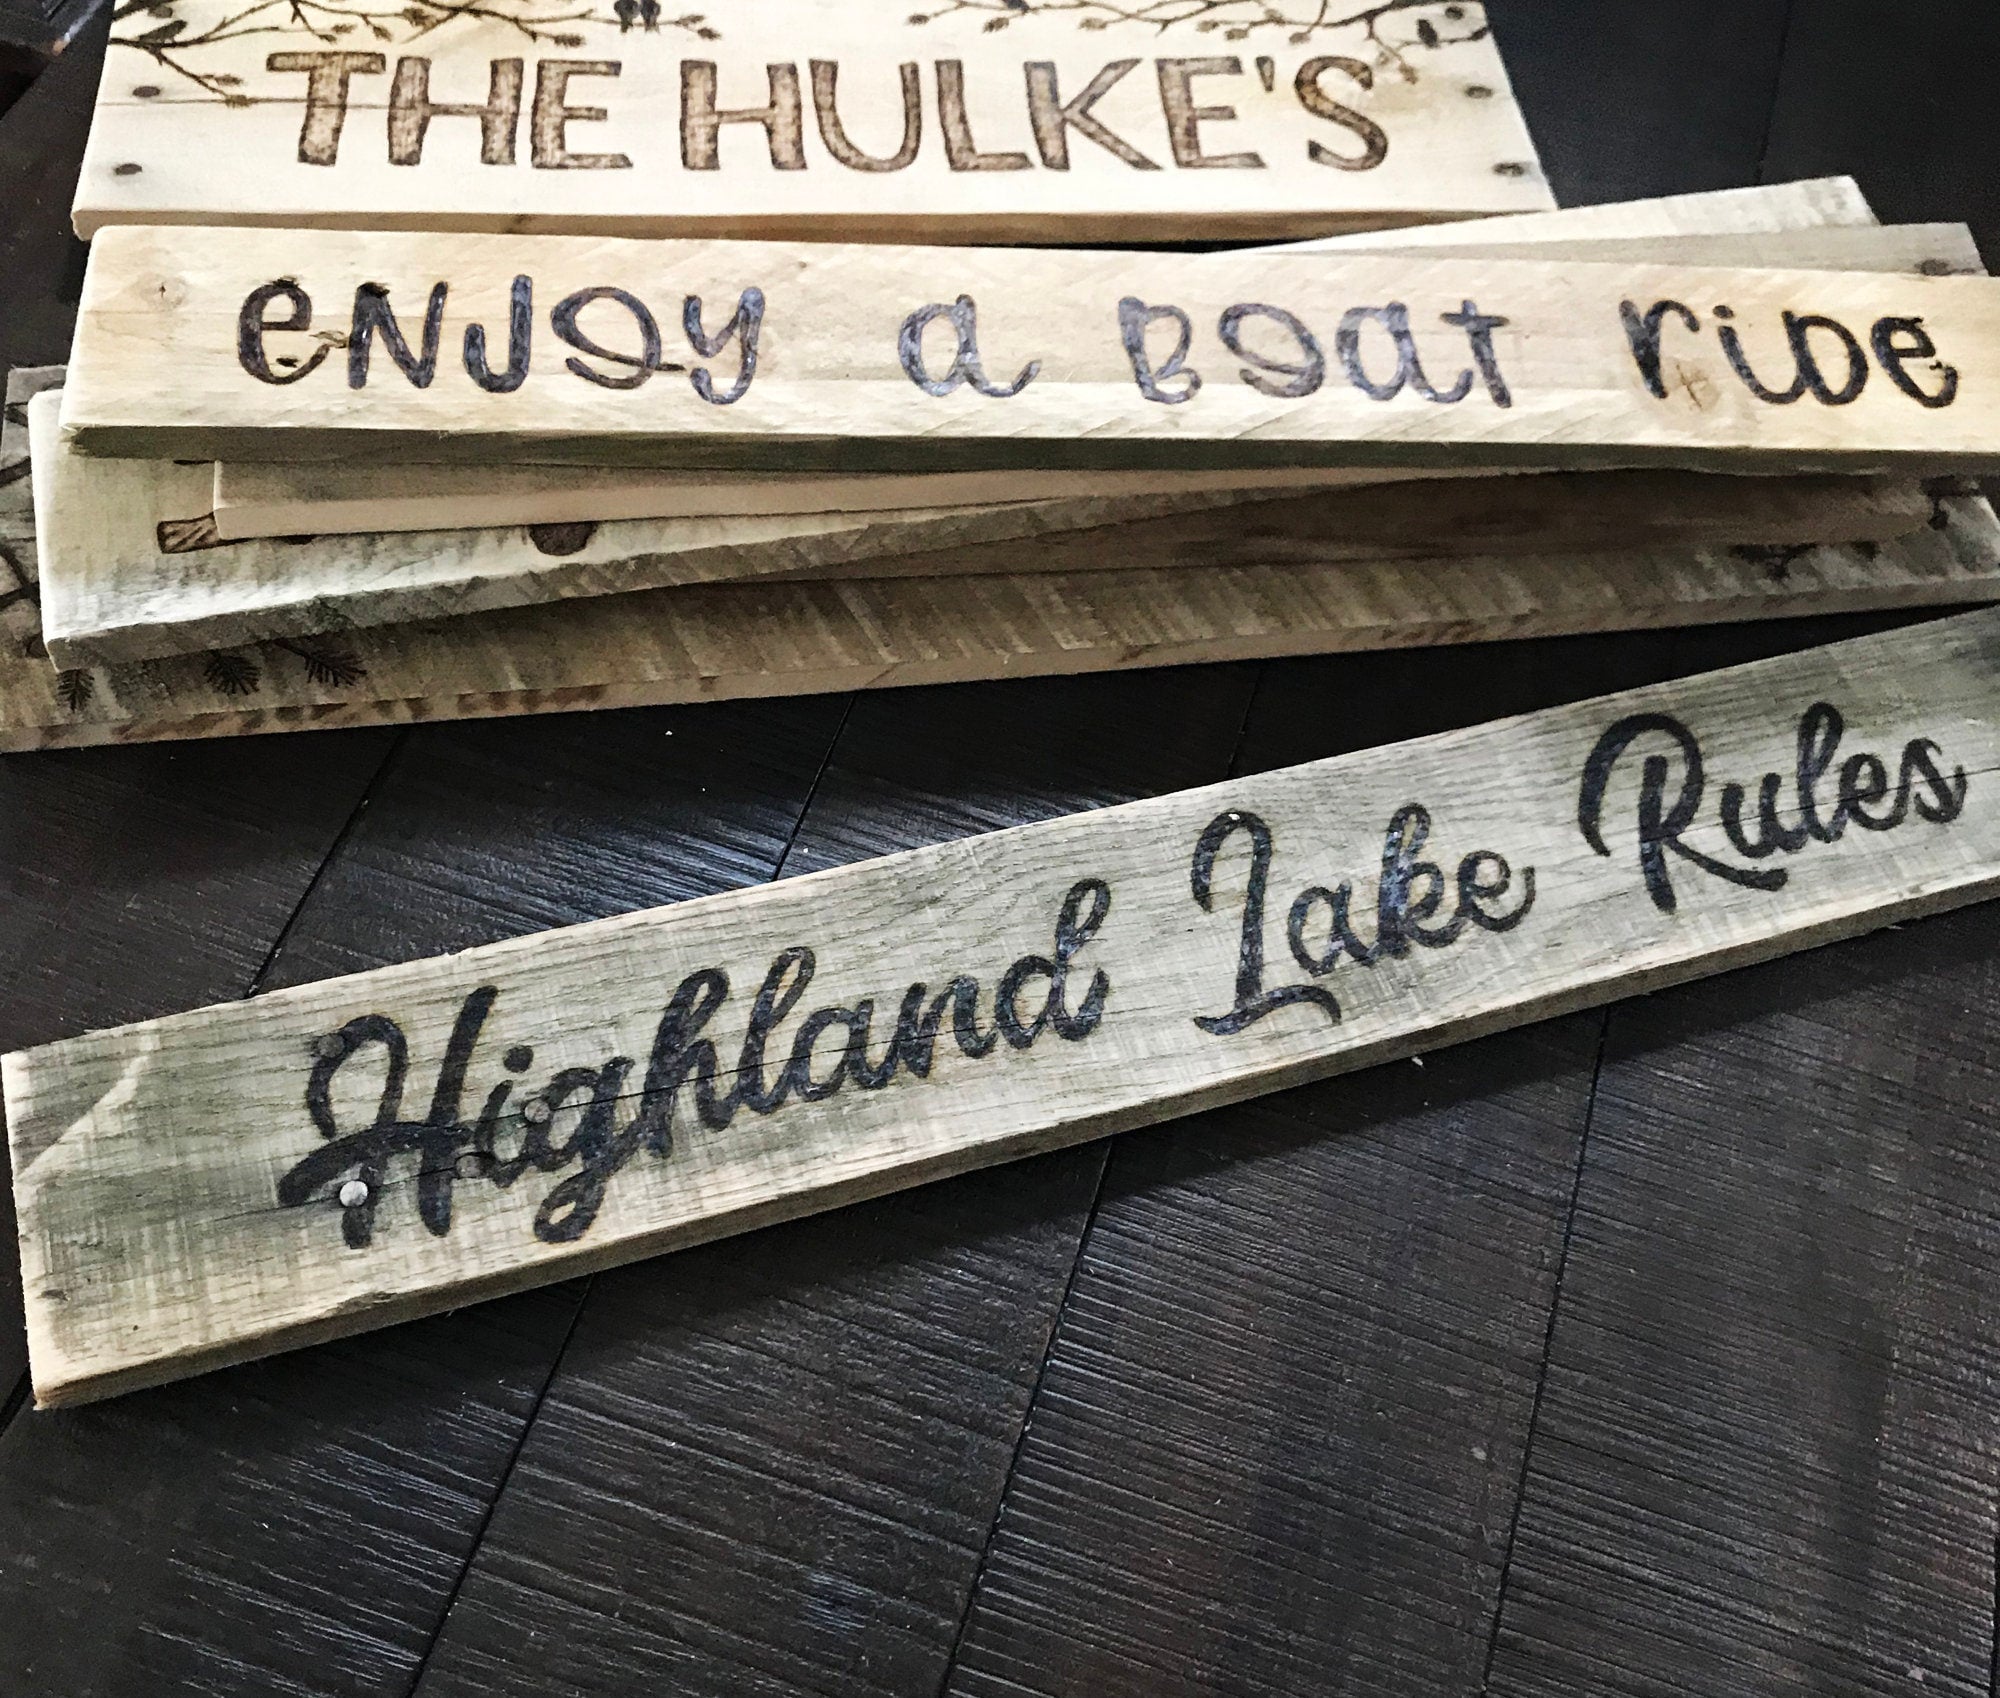 THE HULKE'S
eNJoy a BOat riDe
Highland Lake Rules